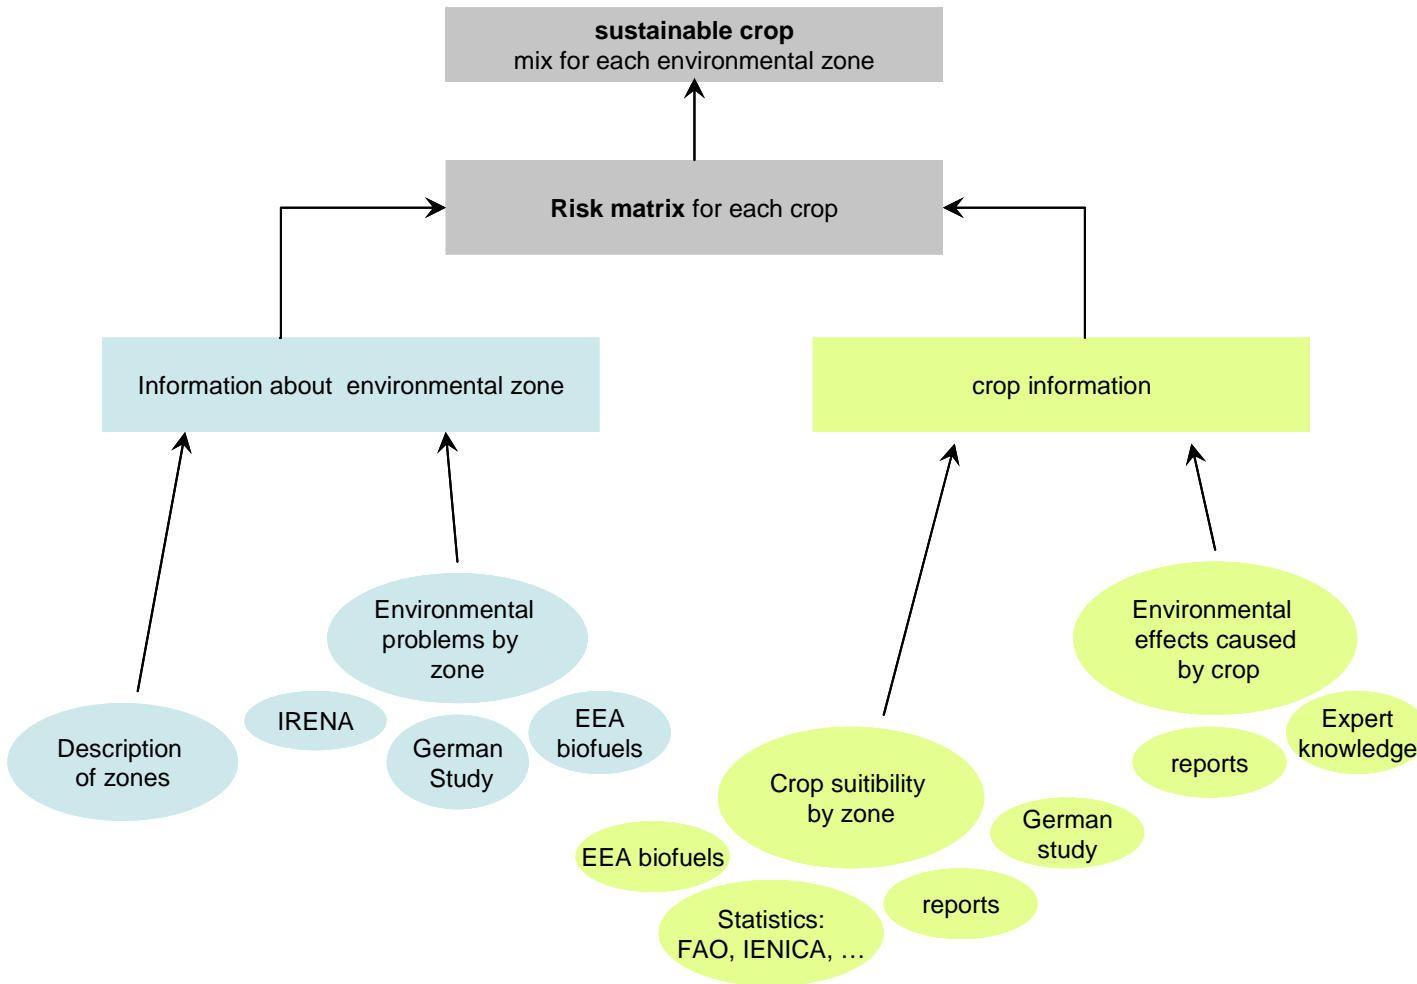 sustainable crop
mix for each environmental zone
Risk matrix for each crop
Information about environmental zone
crop information
Environmental
problems by
zone
Environmental
effects caused
by crop
IRENA
EEA
biofuels
German
Study
Description
of zones
Expert
knowledge
reports
Crop suitibility
by zone
German
study
EEA biofuels
reports
Statistics:
FAO, IENICA, …